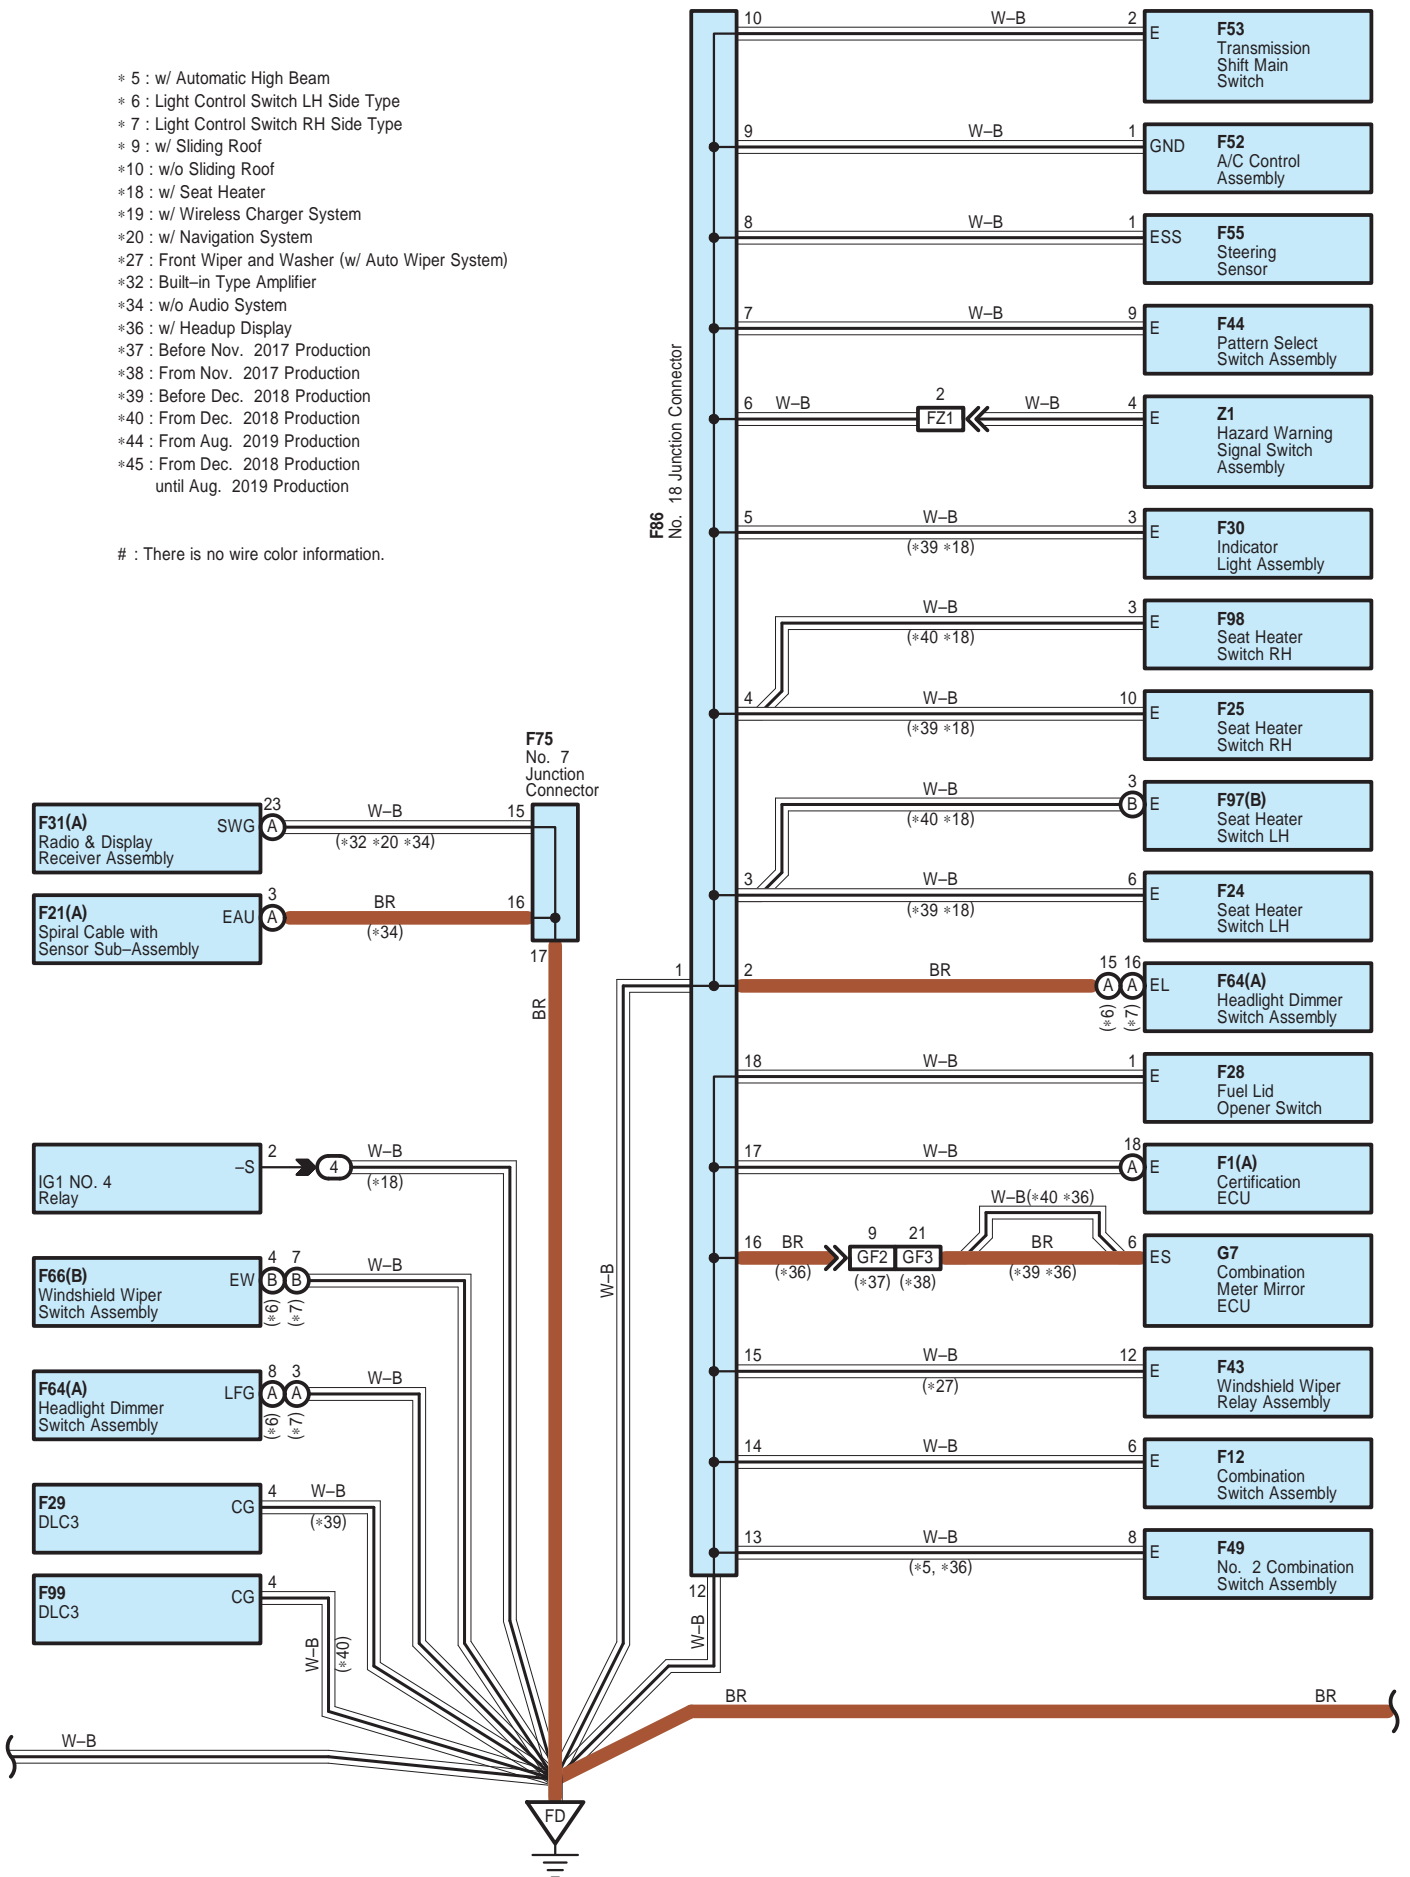 ∗ 5 : w/ Automatic High Beam
∗ 6 : Light Control Switch LH Side Type
∗ 7 : Light Control Switch RH Side Type
∗ 9 : w/ Sliding Roof
∗10 : w/o Sliding Roof
∗18 : w/ Seat Heater
∗19 : w/ Wireless Charger System
∗20 : w/ Navigation System
∗27 : Front Wiper and Washer (w/ Auto Wiper System)
∗32 : Built–in Type Amplifier
∗34 : w/o Audio System
∗36 : w/ Headup Display
∗37 : Before Nov. 2017 Production
∗38 : From Nov. 2017 Production
∗39 : Before Dec. 2018 Production
∗40 : From Dec. 2018 Production
∗44 : From Aug. 2019 Production
∗45 : From Dec. 2018 Production
until Aug. 2019 Production
# : There is no wire color information.
F86
No. 18 Junction Connector
10 W–B 2
E F53
Transmission
Shift Main
Switch
9 W–B 1
GND F52
A/C Control
Assembly
8 W–B 1
ESS F55
Steering
Sensor
7 W–B 9
E F44
Pattern Select
Switch Assembly
6 W–B 2 FZ1 W–B 4
E Z1
Hazard Warning
Signal Switch
Assembly
5 W–B 3
(∗39 ∗18)
E F30
Indicator
Light Assembly
W–B 3
(∗40 ∗18)
E F98
Seat Heater
Switch RH
4 W–B 10
(∗39 ∗18)
E F25
Seat Heater
Switch RH
W–B 3
(∗40 ∗18)
B E F97(B)
Seat Heater
Switch LH
3 W–B 6
(∗39 ∗18)
E F24
Seat Heater
Switch LH
1
2 BR 15 16
A A EL F64(A)
(∗6) (∗7)
Headlight Dimmer
Switch Assembly
18 W–B 1
E F28
Fuel Lid
Opener Switch
17 W–B 18
A E F1(A)
Certification
ECU
W–B(∗40 ∗36)
16 BR 9 21 BR 6
(∗36) GF2 GF3 (∗39 ∗36)
(∗37) (∗38)
ES G7
Combination
Meter Mirror
ECU
15 W–B 12
(∗27)
E F43
Windshield Wiper
Relay Assembly
14 W–B 6
E F12
Combination
Switch Assembly
13 W–B 8
(∗5, ∗36)
E F49
No. 2 Combination
Switch Assembly
12
W–B
W–B
F75
No. 7
Junction
Connector
F31(A)
Radio & Display
Receiver Assembly
SWG 23 A W–B 15
(∗32 ∗20 ∗34)
F21(A)
Spiral Cable with
Sensor Sub–Assembly
EAU 3 A BR 16
(∗34)
17
BR
IG1 NO. 4
Relay
–S 2 4 W–B
(∗18)
F66(B)
Windshield Wiper
Switch Assembly
EW 4 7 B B W–B
(∗6) (∗7)
F64(A)
Headlight Dimmer
Switch Assembly
LFG 8 3 A A W–B
(∗6) (∗7)
F29
DLC3
CG 4 W–B
(∗39)
F99
DLC3
CG 4
W–B
(∗40)
W–B
BR BR
FD